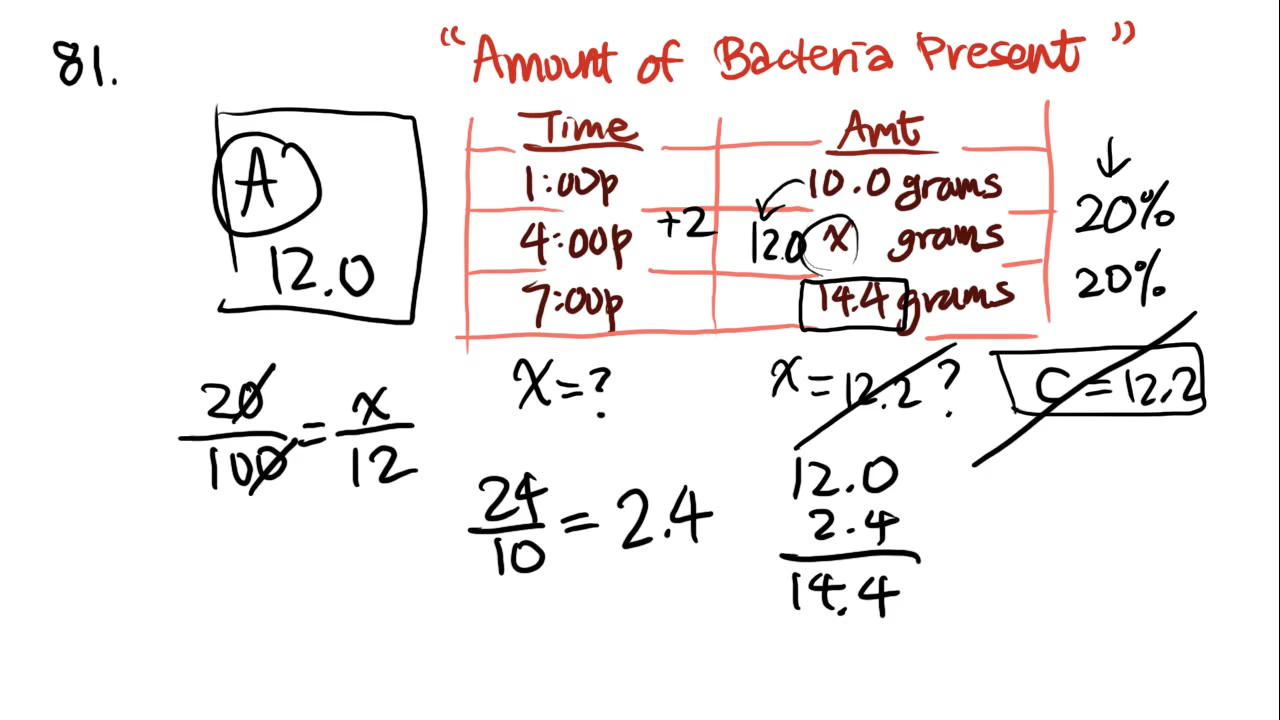 81.
"Amount of Bacteria Present"
Time Amt
1:00p 10.0 grams
4:00p +2 12.0 x grams
7:00p 14.4 grams
20%
20%
A
12.0
20/100 = x/12
x = ?
x = 12.2 ?
C = 12.2
24/10 = 2.4
12.0
2.4
14.4